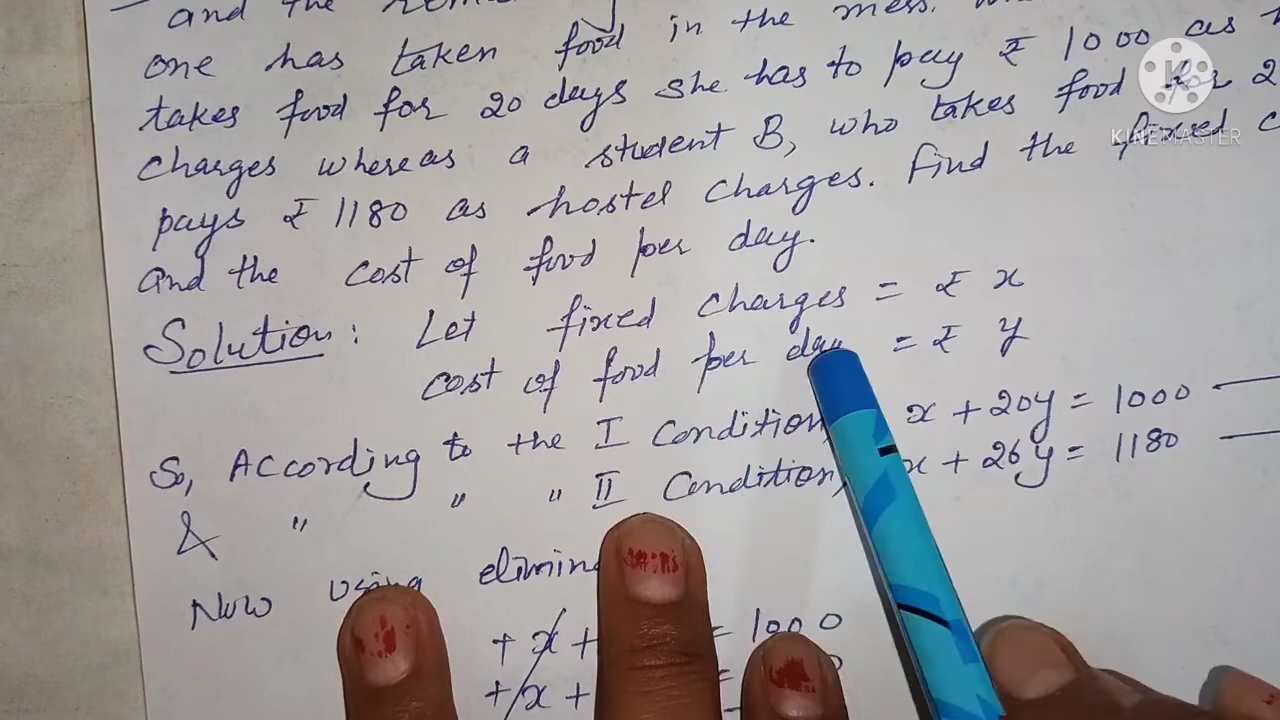 and the
one has taken food in the mess.
takes food for 20 days she has to pay ₹ 1000 as
charges whereas a student B, who takes food for 2
pays ₹ 1180 as hostel charges. Find the fixed c
and the cost of food per day.
Solution: Let fixed charges = ₹ x
cost of food per day = ₹ y
So, According to the I Condition, x + 20y = 1000
& " " " II Condition, x + 26y = 1180
Now using elimin
+ x + = 1000
+ x + =
KINEMASTER